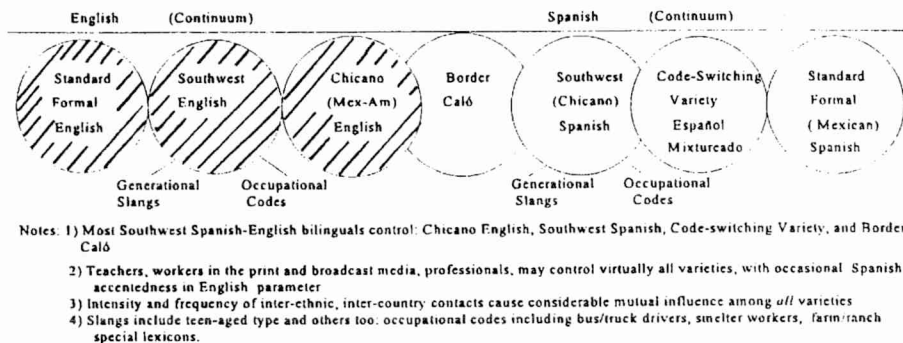 English (Continuum) Spanish (Continuum)
Standard
Formal
English
Southwest
English
Chicano
(Mex-Am)
English
Border
Caló
Southwest
(Chicano)
Spanish
Code-Switching
Variety
Español
Mixtureado
Standard
Formal
(Mexican)
Spanish
Generational
Slangs
Occupational
Codes
Generational
Slangs
Occupational
Codes
Notes: 1) Most Southwest Spanish-English bilinguals control: Chicano English, Southwest Spanish, Code-switching Variety, and Border
Caló
2) Teachers, workers in the print and broadcast media, professionals, may control virtually all varieties, with occasional Spanish
accentedness in English parameter
3) Intensity and frequency of inter-ethnic, inter-country contacts cause considerable mutual influence among all varieties
4) Slangs include teen-aged type and others too: occupational codes including bus/truck drivers, smelter workers, farm/ranch
special lexicons.